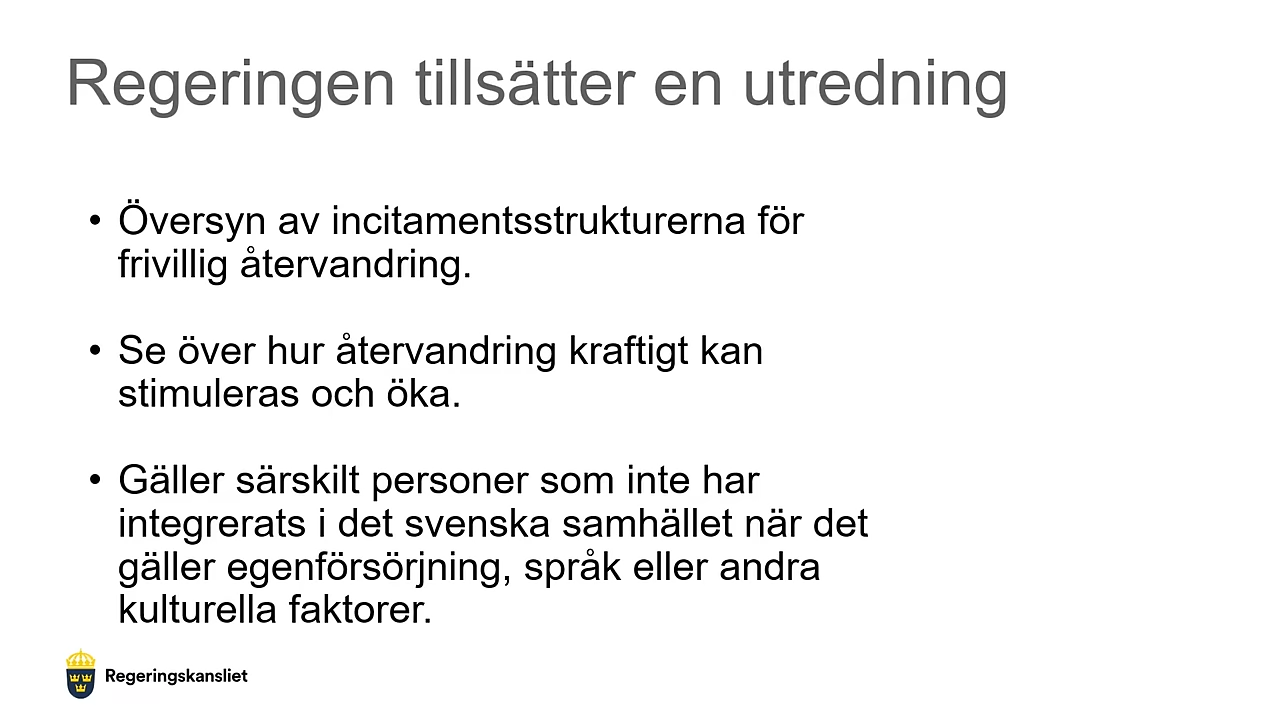 Regeringen tillsätter en utredning
• Översyn av incitamentsstrukturerna för
frivillig återvandring.
• Se över hur återvandring kraftigt kan
stimuleras och öka.
• Gäller särskilt personer som inte har
integrerats i det svenska samhället när det
gäller egenförsörjning, språk eller andra
kulturella faktorer.
Regeringskansliet